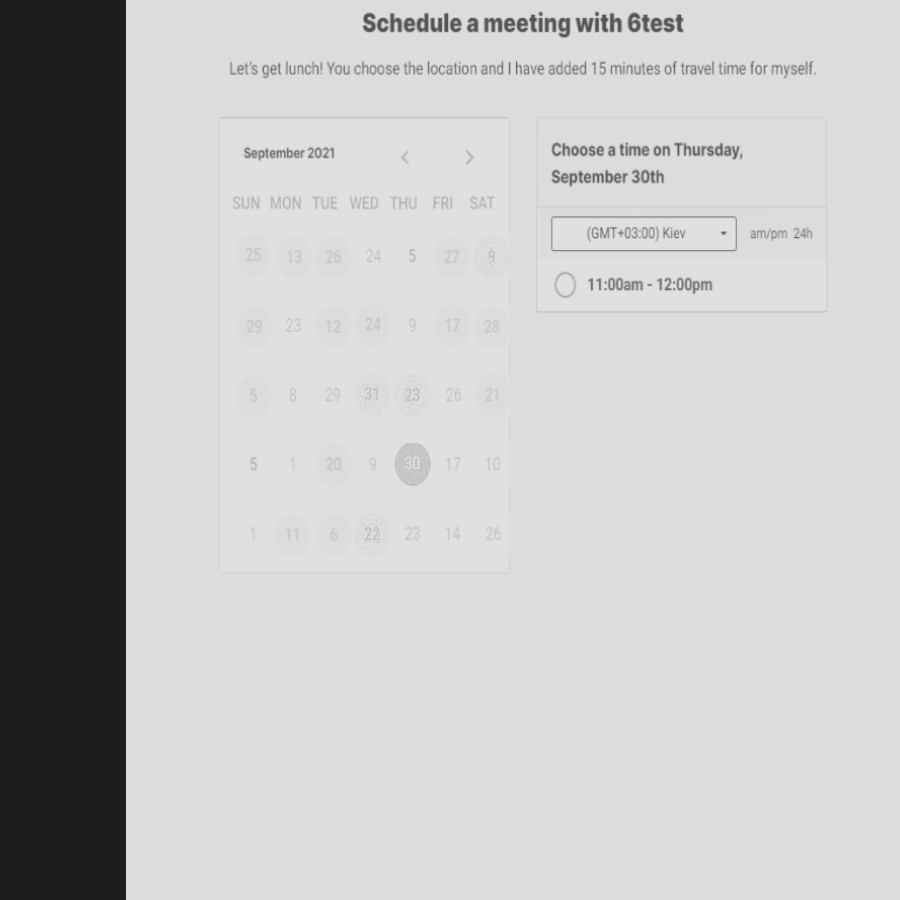 Schedule a meeting with 6test
Let's get lunch! You choose the location and I have added 15 minutes of travel time for myself.
September 2021
SUN MON TUE WED THU FRI SAT
25 13 26 24 5 27 9
29 23 12 24 9 17 28
5 8 29 31 23 26 21
5 1 20 9 30 17 10
1 11 6 22 23 14 26
Choose a time on Thursday,
September 30th
(GMT+03:00) Kiev am/pm 24h
11:00am - 12:00pm